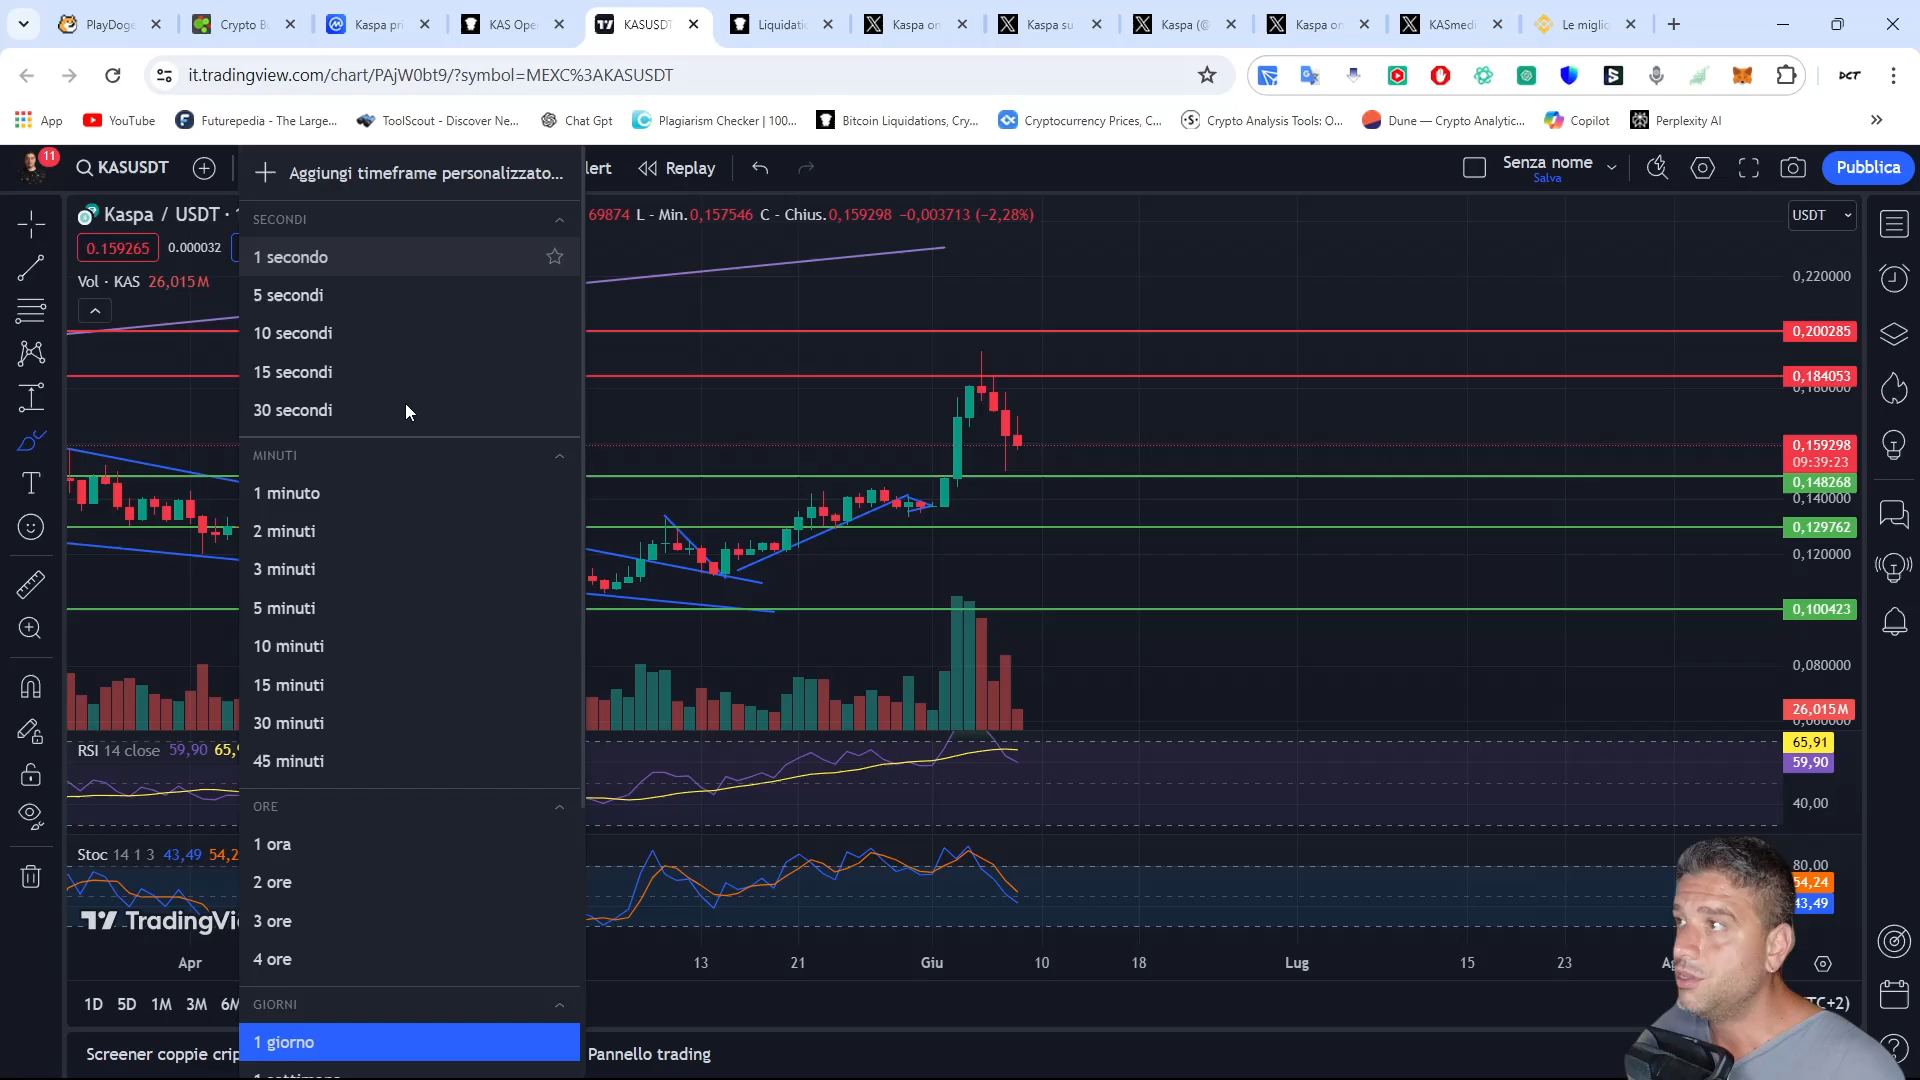 PlayDoge
Crypto B
Kaspa pri
KAS Ope
KASUSDT
Liquidatio
Kaspa on
Kaspa su
Kaspa (@
Kaspa on
KASmedi
Le miglio
it.tradingview.com/chart/PAjW0bt9/?symbol=MEXC%3AKASUSDT
App
YouTube
Futurepedia - The Large...
ToolScout - Discover Ne...
Chat Gpt
Plagiarism Checker | 100...
Bitcoin Liquidations, Cry...
Cryptocurrency Prices, C...
Crypto Analysis Tools: O...
Dune — Crypto Analytic...
Copilot
Perplexity AI
11
KASUSDT
Aggiungi timeframe personalizzato...
lert
Replay
Senza nome
Salva
Pubblica
Kaspa / USDT ·
69874 L - Min.0,157546 C - Chius.0,159298 −0,003713 (−2,28%)
USDT
0.159265
0.000032
Vol · KAS 26,015M
SECONDI
1 secondo
5 secondi
10 secondi
15 secondi
30 secondi
MINUTI
1 minuto
2 minuti
3 minuti
5 minuti
10 minuti
15 minuti
30 minuti
45 minuti
ORE
1 ora
2 ore
3 ore
4 ore
GIORNI
1 giorno
1 settimana
0,220000
0,200285
0,184053
0,180000
0,159298
09:39:23
0,148268
0,140000
0,129762
0,120000
0,100423
0,080000
26,015M
0,060000
RSI 14 close 59,90 65,9
65,91
59,90
40,00
Stoc 14 1 3 43,49 54,2
80,00
54,24
43,49
TradingVi
Apr
13
21
Giu
10
18
Lug
15
23
1D
5D
1M
3M
6M
TC+2)
Screener coppie crip
Pannello trading